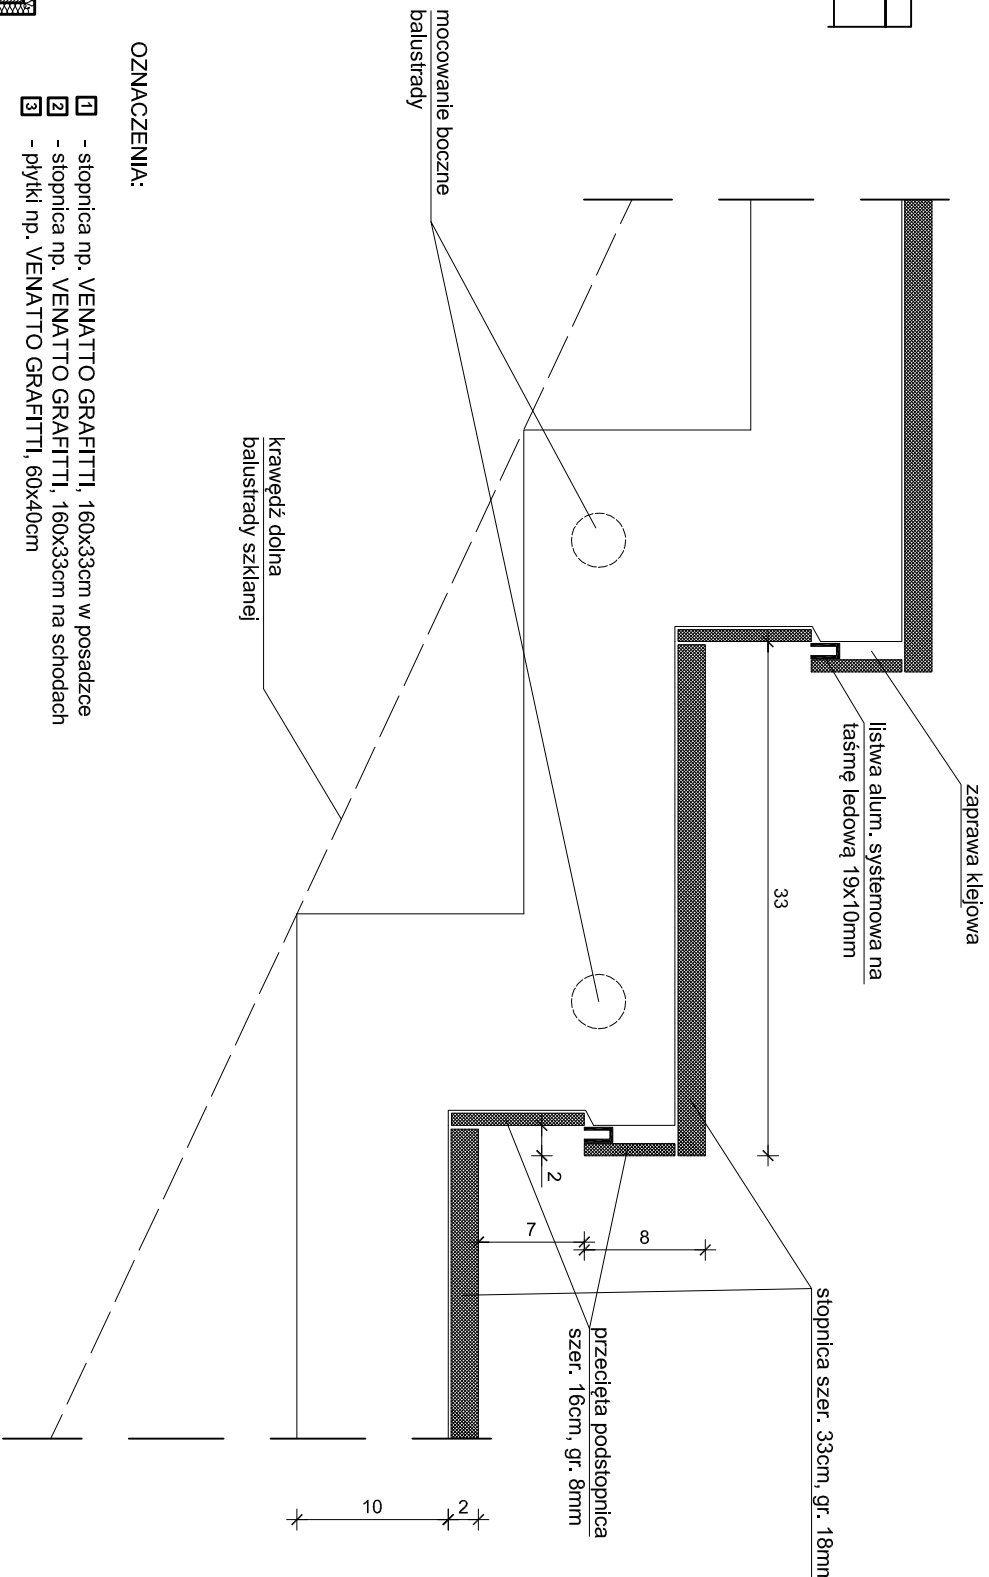 zaprawa klejowa
listwa alum. systemowa na
taśmę ledową 19x10mm
33
stopnica szer. 33cm, gr. 18mm
8
7
2
przecięta podstopnica
szer. 16cm, gr. 8mm
2
10
mocowanie boczne
balustrady
krawędź dolna
balustrady szklanej
OZNACZENIA:
1 - stopnica np. VENATTO GRAFITTI, 160x33cm w posadzce
2 - stopnica np. VENATTO GRAFITTI, 160x33cm na schodach
3 - płytki np. VENATTO GRAFITTI, 60x40cm